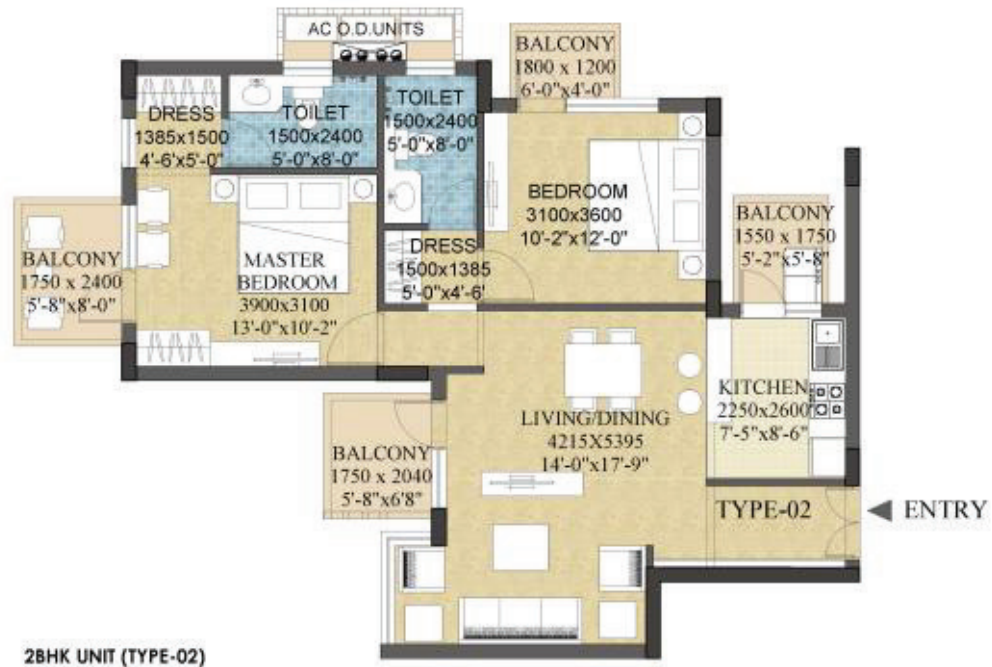 AC O.D.UNITS
BALCONY
1800 x 1200
6'-0"x4'-0"
DRESS
1385x1500
4'-6'x5'-0"
TOILET
1500x2400
5'-0"x8'-0"
TOILET
1500x2400
5'-0"x8'-0"
BEDROOM
3100x3600
10'-2"x12'-0"
BALCONY
1550 x 1750
5'-2"x5'-8"
BALCONY
1750 x 2400
5'-8"x8'-0"
MASTER
BEDROOM
3900x3100
13'-0"x10'-2"
DRESS
1500x1385
5'-0"x4'-6'
KITCHEN
2250x2600
7'-5"x8'-6"
LIVING/DINING
4215X5395
14'-0"x17'-9"
BALCONY
1750 x 2040
5'-8"x6'8"
TYPE-02
ENTRY
2BHK UNIT (TYPE-02)